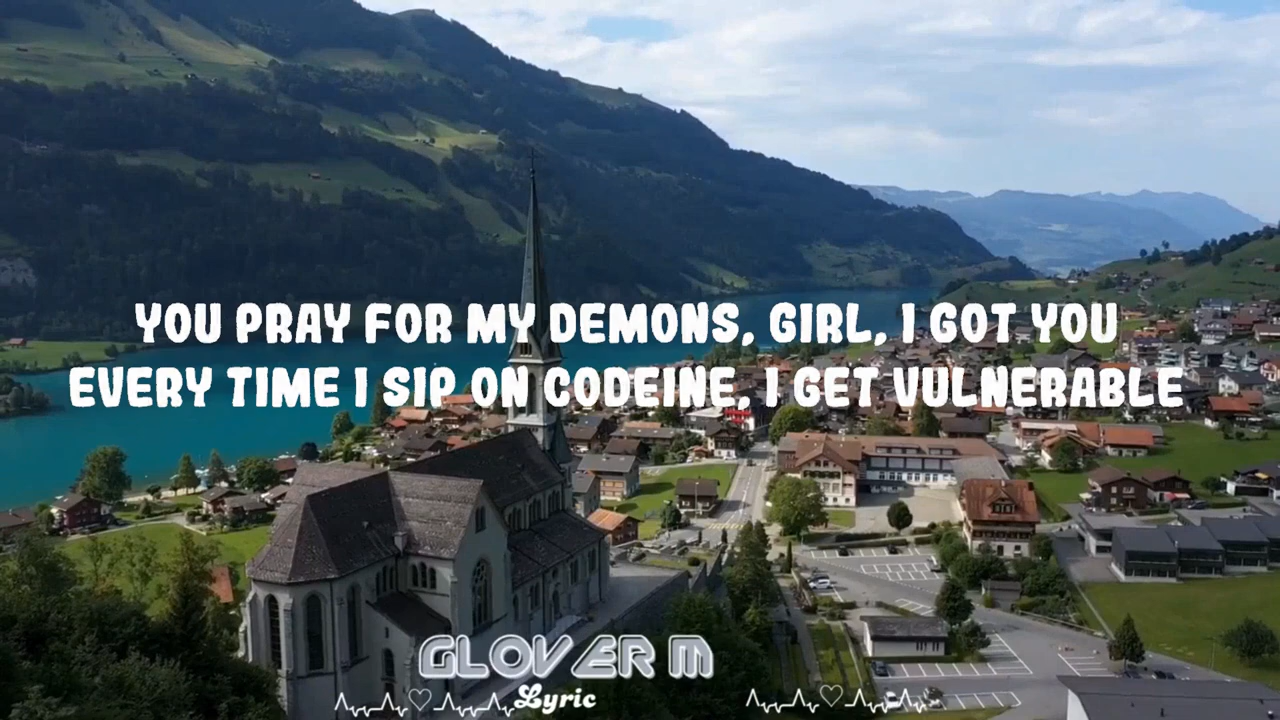 YOU PRAY FOR MY DEMONS, GIRL, I GOT YOU
EVERY TIME I SIP ON CODEINE, I GET VULNERABLE
GLOVER M
Lyric